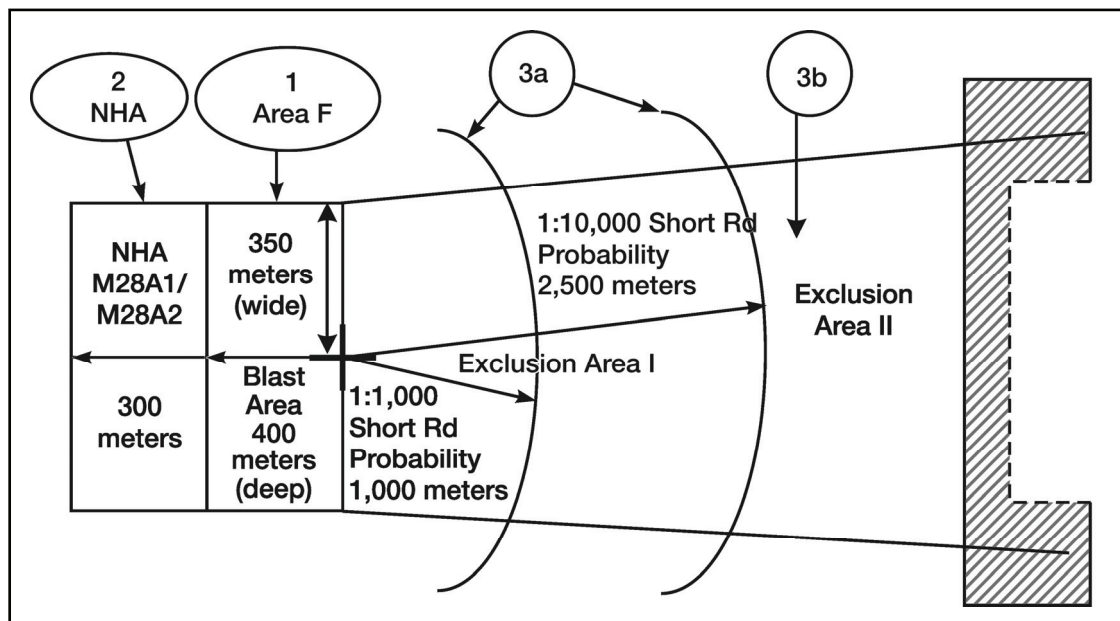 2
NHA
1
Area F
3a
3b
NHA
M28A1/
M28A2
350
meters
(wide)
300
meters
Blast
Area
400
meters
(deep)
1:1,000
Short Rd
Probability
1,000 meters
Exclusion Area I
1:10,000 Short Rd
Probability
2,500 meters
Exclusion
Area II